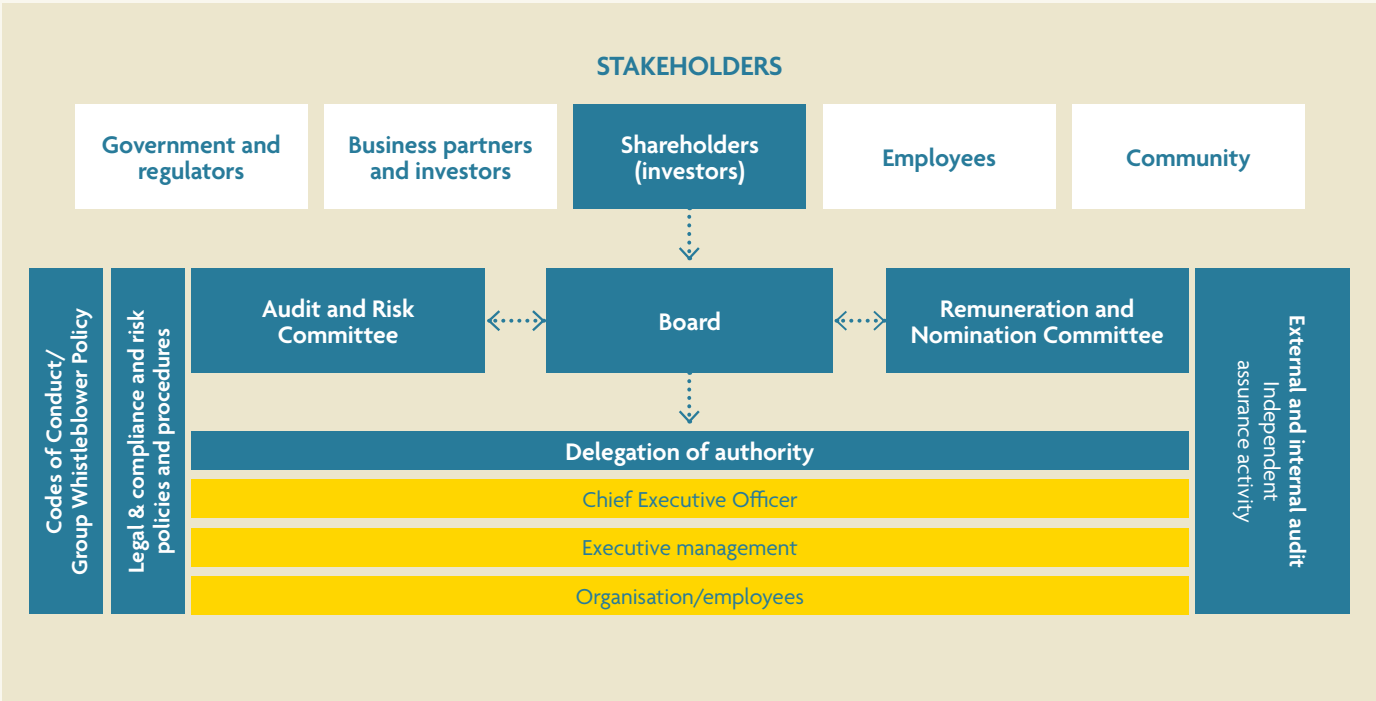 STAKEHOLDERS
Government and
regulators
Business partners
and investors
Shareholders
(investors)
Employees
Community
Codes of Conduct/
Group Whistleblower Policy
Legal & compliance and risk
policies and procedures
Audit and Risk
Committee
Board
Remuneration and
Nomination Committee
External and internal audit
Independent
assurance activity
Delegation of authority
Chief Executive Officer
Executive management
Organisation/employees